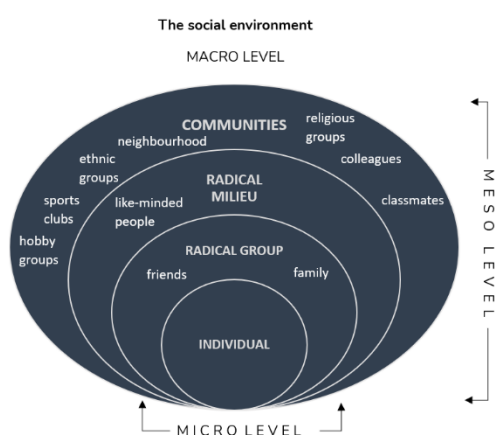 The social environment
MACRO LEVEL
COMMUNITIES
religious
groups
neighbourhood
colleagues
ethnic
groups
RADICAL
MILIEU
classmates
sports
clubs
like-minded
people
hobby
groups
RADICAL GROUP
friends
family
INDIVIDUAL
MESO LEVEL
MICRO LEVEL